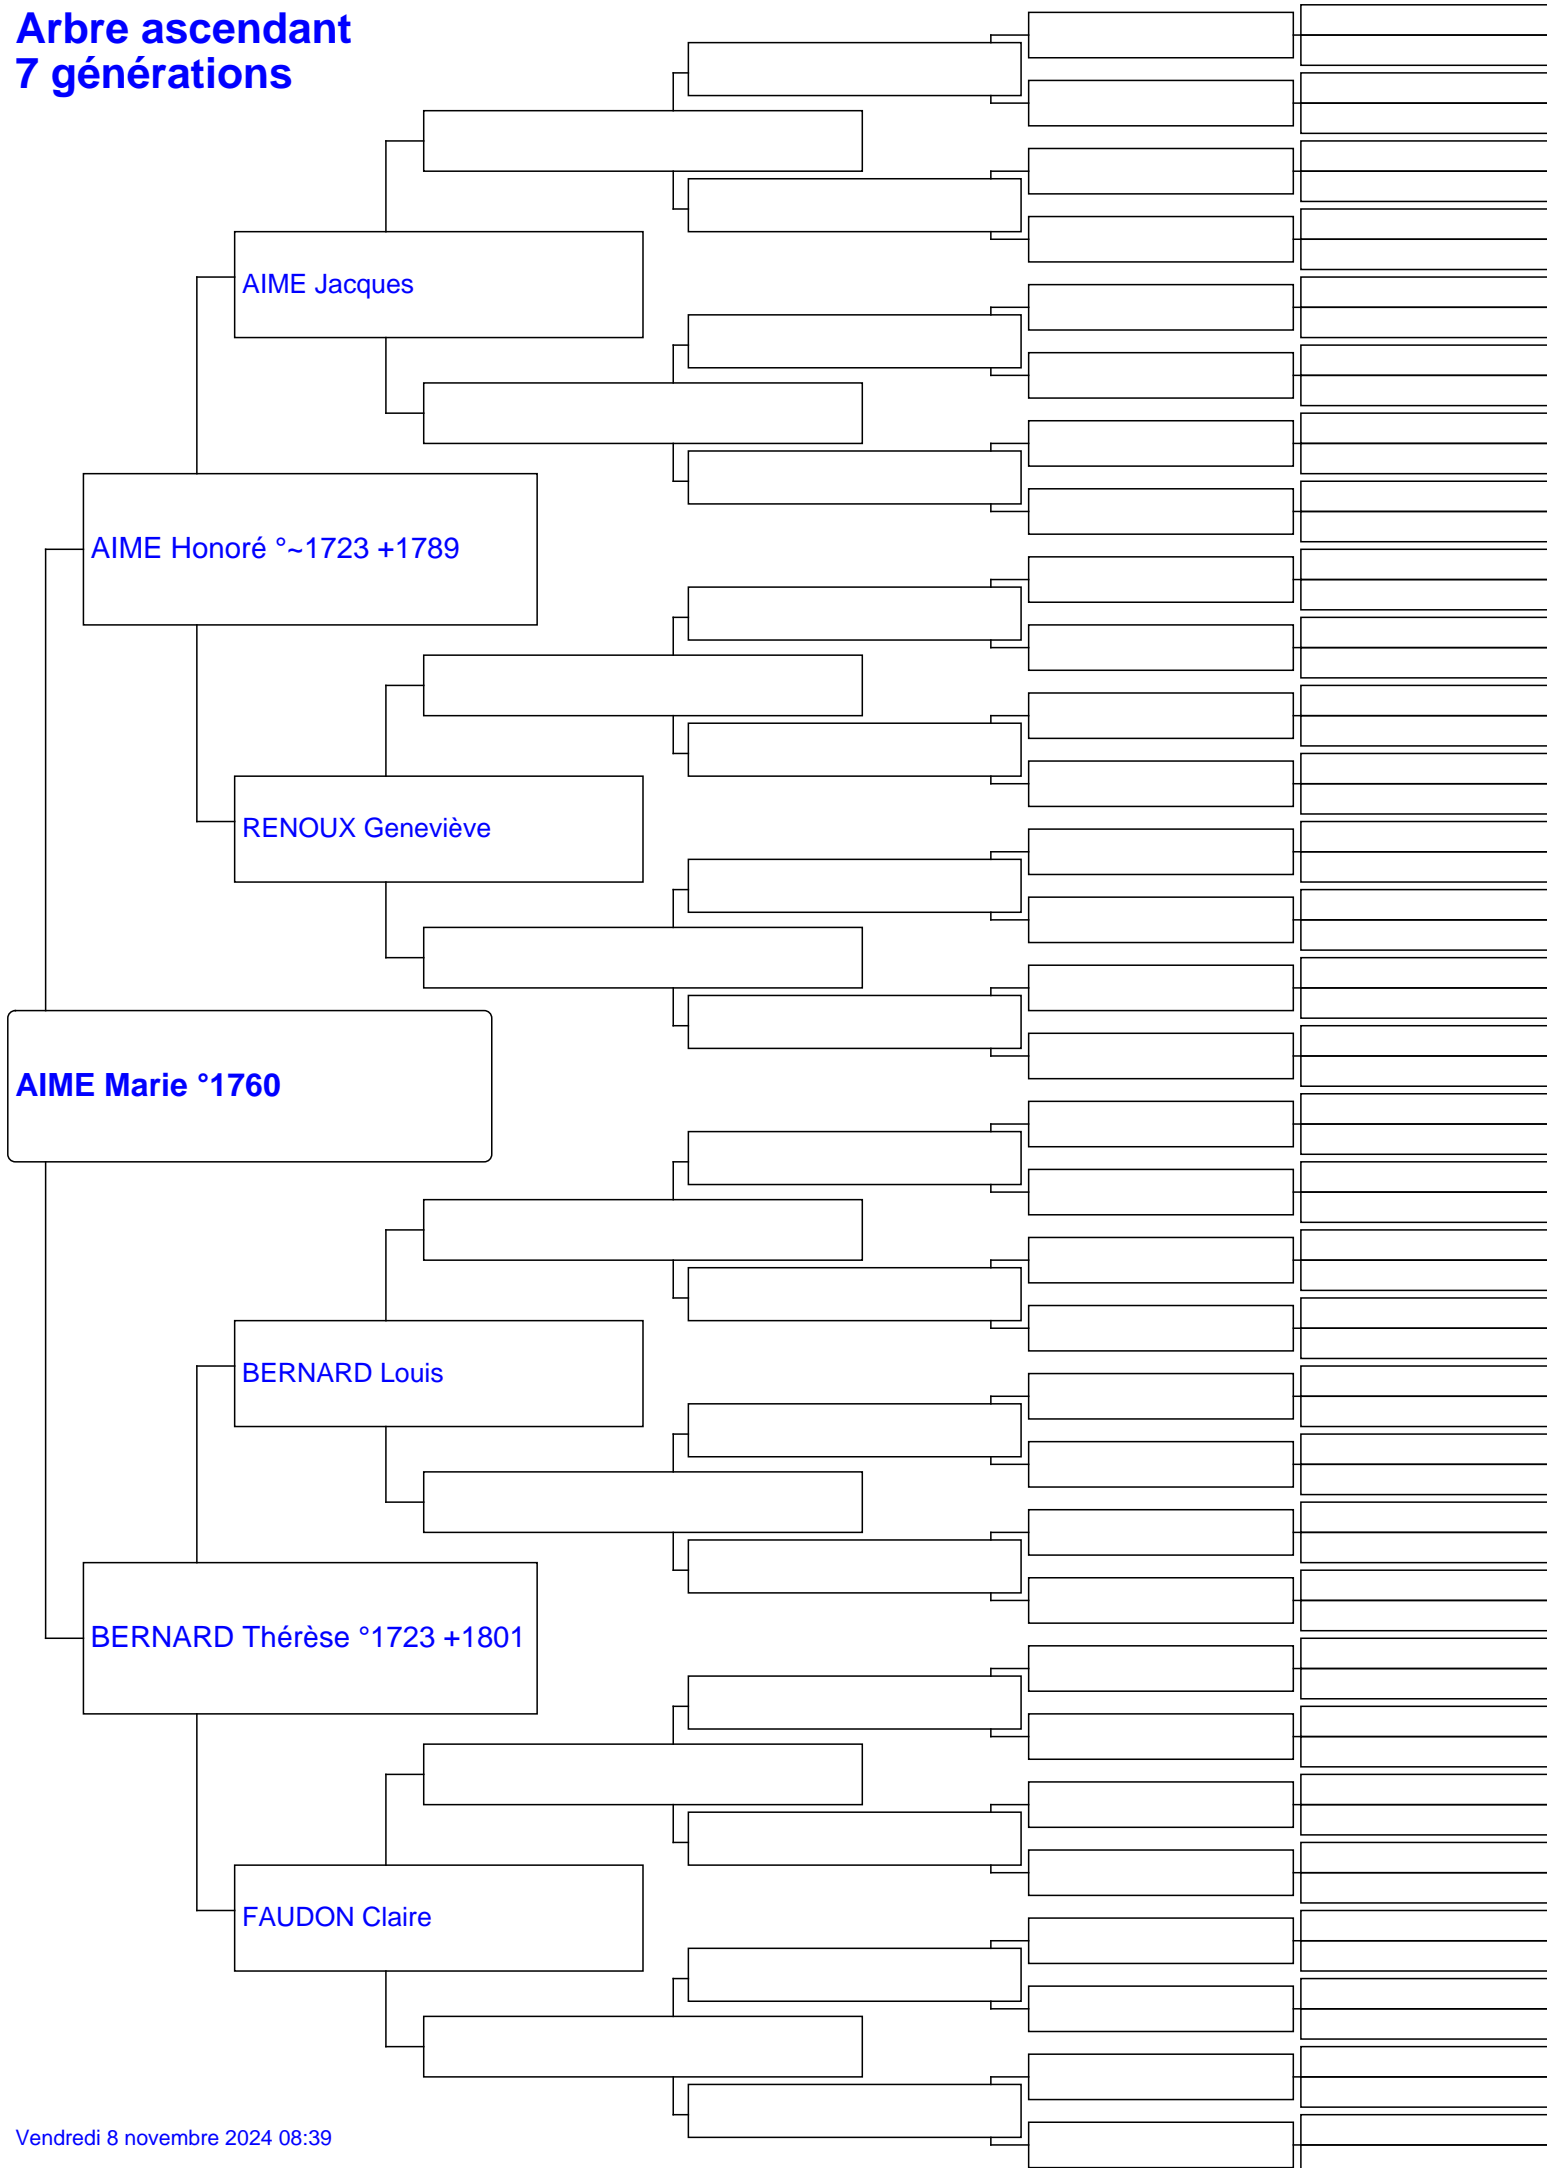 Arbre ascendant
7 générations
AIME Jacques
AIME Honoré °~1723 +1789
RENOUX Geneviève
AIME Marie °1760
BERNARD Louis
BERNARD Thérèse °1723 +1801
FAUDON Claire
Vendredi 8 novembre 2024 08:39